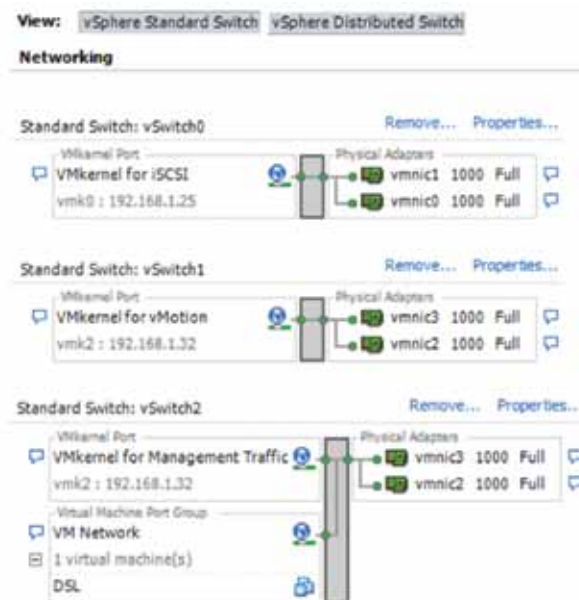 View: vSphere Standard Switch vSphere Distributed Switch
Networking
Standard Switch: vSwitch0 Remove... Properties...
VMkernel Port Physical Adapters
VMkernel for iSCSI vmnic1 1000 Full
vmk0 : 192.168.1.25 vmnic0 1000 Full
Standard Switch: vSwitch1 Remove... Properties...
VMkernel Port Physical Adapters
VMkernel for vMotion vmnic3 1000 Full
vmk2 : 192.168.1.32 vmnic2 1000 Full
Standard Switch: vSwitch2 Remove... Properties...
VMkernel Port Physical Adapters
VMkernel for Management Traffic vmnic3 1000 Full
vmk2 : 192.168.1.32 vmnic2 1000 Full
Virtual Machine Port Group
VM Network
1 virtual machine(s)
DSL